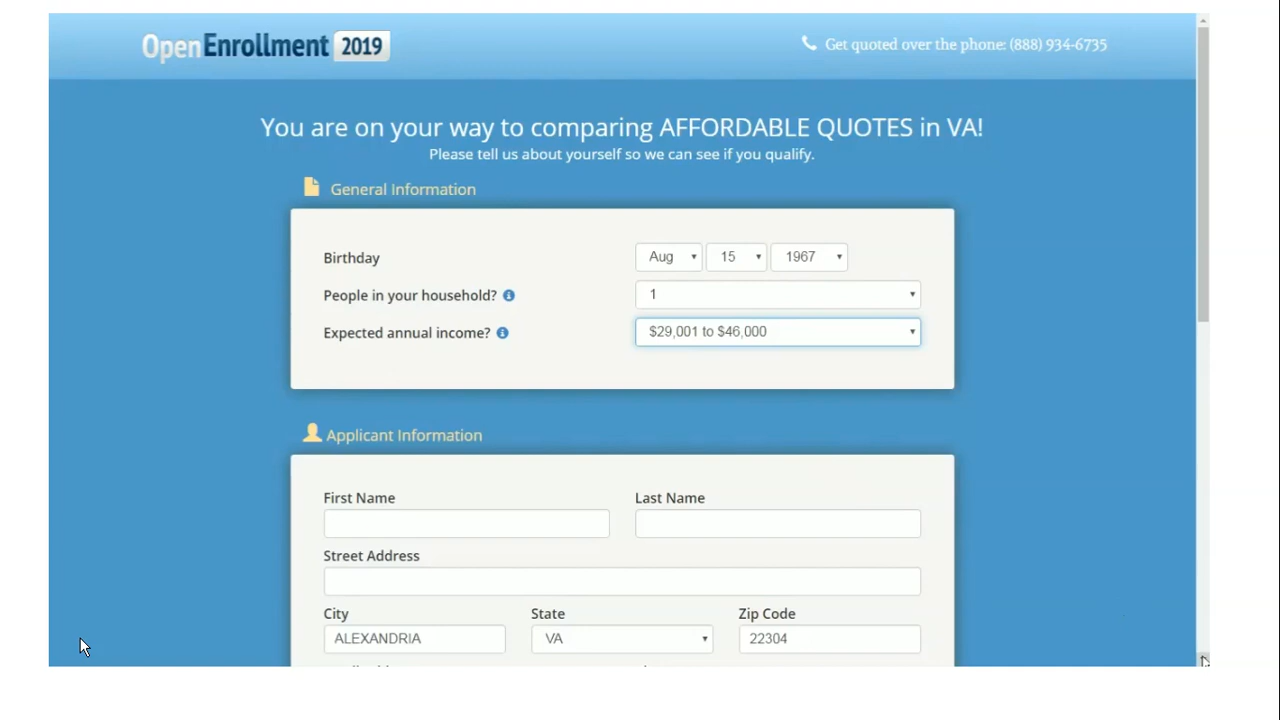 OpenEnrollment 2019
Get quoted over the phone: (888) 934-6735
You are on your way to comparing AFFORDABLE QUOTES in VA!
Please tell us about yourself so we can see if you qualify.
General Information
Birthday Aug 15 1967
People in your household? 1
Expected annual income? $29,001 to $46,000
Applicant Information
First Name Last Name
Street Address
City State Zip Code
ALEXANDRIA VA 22304